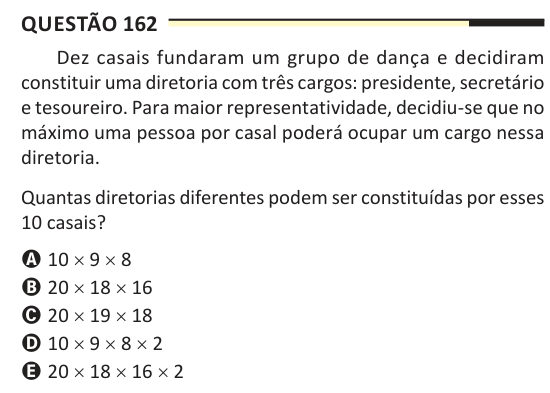 QUESTÃO 162
Dez casais fundaram um grupo de dança e decidiram
constituir uma diretoria com três cargos: presidente, secretário
e tesoureiro. Para maior representatividade, decidiu-se que no
máximo uma pessoa por casal poderá ocupar um cargo nessa
diretoria.
Quantas diretorias diferentes podem ser constituídas por esses
10 casais?
A 10 × 9 × 8
B 20 × 18 × 16
C 20 × 19 × 18
D 10 × 9 × 8 × 2
E 20 × 18 × 16 × 2